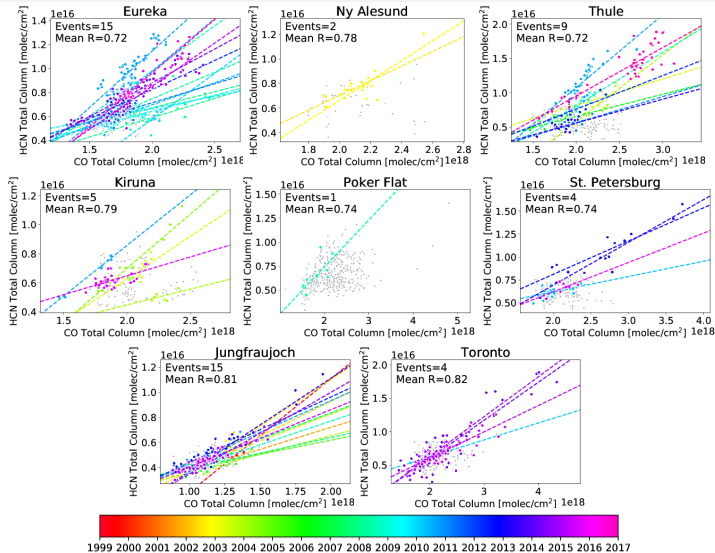 Eureka
1e16
Events=15
Mean R=0.72
HCN Total Column [molec/cm²]
1.4
1.2
1.0
0.8
0.6
0.4
1.5
2.0
2.5
CO Total Column [molec/cm²]
1e18
Ny Alesund
1e16
Events=2
Mean R=0.78
HCN Total Column [molec/cm²]
1.2
1.0
0.8
0.6
0.4
1.8
2.0
2.2
2.4
2.6
2.8
CO Total Column [molec/cm²]
1e18
Thule
1e16
Events=9
Mean R=0.72
HCN Total Column [molec/cm²]
2.0
1.5
1.0
0.5
1.5
2.0
2.5
3.0
CO Total Column [molec/cm²]
1e18
Kiruna
1e16
Events=5
Mean R=0.79
HCN Total Column [molec/cm²]
1.2
1.0
0.8
0.6
0.4
1.5
2.0
2.5
CO Total Column [molec/cm²]
1e18
Poker Flat
1e16
Events=1
Mean R=0.74
HCN Total Column [molec/cm²]
1.50
1.25
1.00
0.75
0.50
2
3
4
5
CO Total Column [molec/cm²]
1e18
St. Petersburg
1e16
Events=4
Mean R=0.74
HCN Total Column [molec/cm²]
1.50
1.25
1.00
0.75
0.50
2.0
2.5
3.0
3.5
4.0
CO Total Column [molec/cm²]
1e18
Jungfraujoch
1e16
Events=15
Mean R=0.81
HCN Total Column [molec/cm²]
1.2
1.0
0.8
0.6
0.4
1.00
1.25
1.50
1.75
2.00
CO Total Column [molec/cm²]
1e18
Toronto
1e16
Events=4
Mean R=0.82
HCN Total Column [molec/cm²]
2.0
1.5
1.0
0.5
2
3
4
CO Total Column [molec/cm²]
1e18
1999 2000 2001 2002 2003 2004 2005 2006 2007 2008 2009 2010 2011 2012 2013 2014 2015 2016 2017